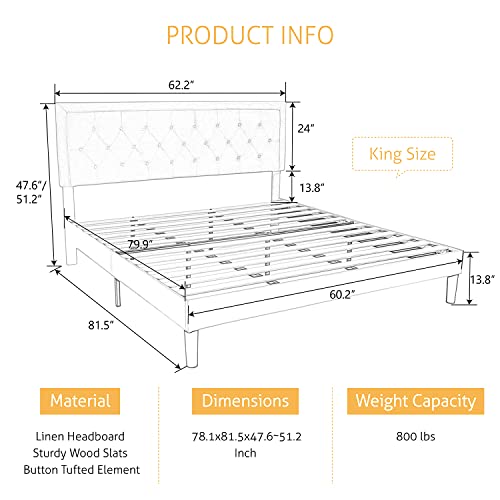 PRODUCT INFO
62.2"
24"
King Size
47.6"/
51.2"
13.8"
79.9"
13.8"
60.2"
81.5"
Material
Dimensions
Weight Capacity
Linen Headboard
Sturdy Wood Slats
Button Tufted Element
78.1x81.5x47.6-51.2
Inch
800 lbs